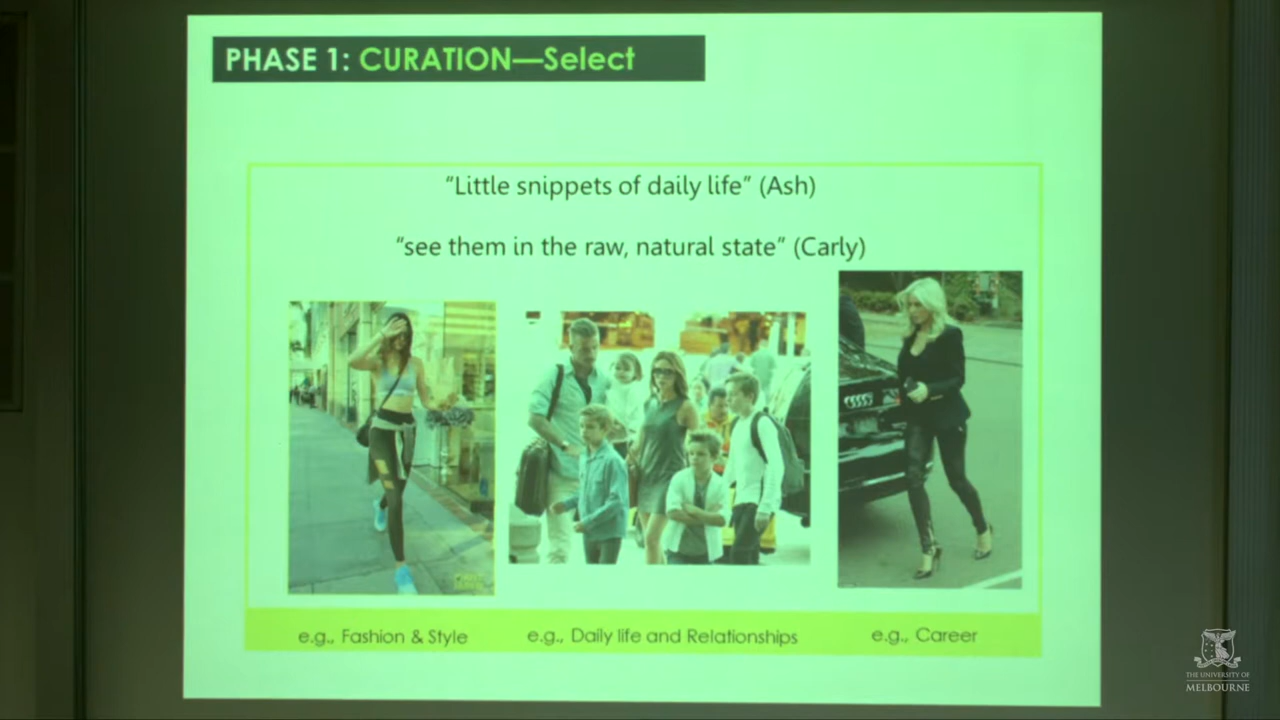 PHASE 1: CURATION—Select
“Little snippets of daily life” (Ash)
“see them in the raw, natural state” (Carly)
e.g., Fashion & Style
e.g., Daily life and Relationships
e.g., Career
THE UNIVERSITY OF
MELBOURNE